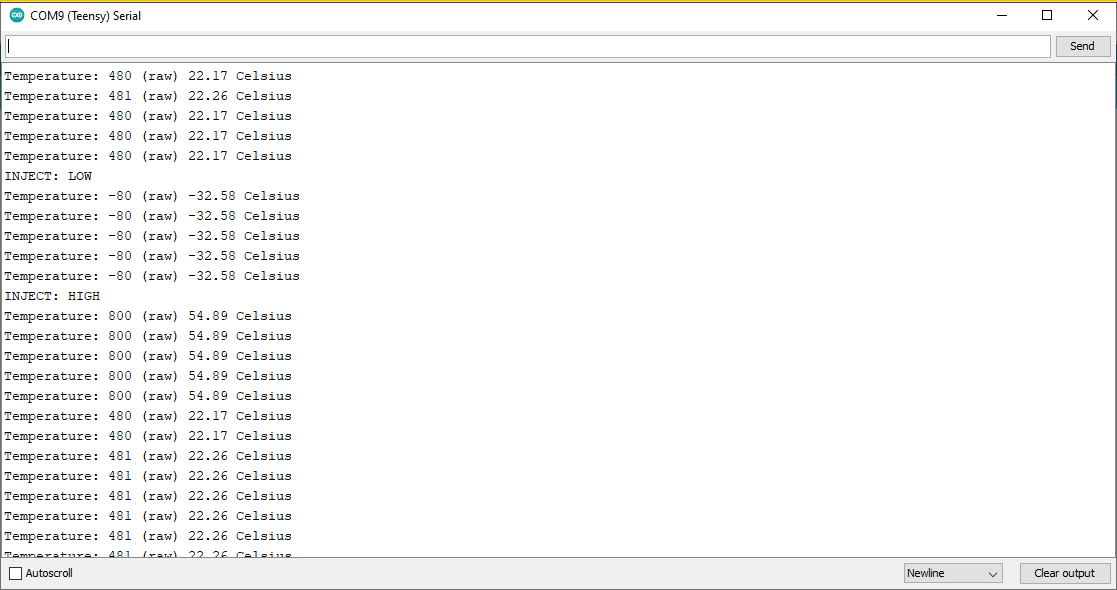 COM9 (Teensy) Serial
Send
Temperature: 480 (raw) 22.17 Celsius
Temperature: 481 (raw) 22.26 Celsius
Temperature: 480 (raw) 22.17 Celsius
Temperature: 480 (raw) 22.17 Celsius
Temperature: 480 (raw) 22.17 Celsius
INJECT: LOW
Temperature: -80 (raw) -32.58 Celsius
Temperature: -80 (raw) -32.58 Celsius
Temperature: -80 (raw) -32.58 Celsius
Temperature: -80 (raw) -32.58 Celsius
Temperature: -80 (raw) -32.58 Celsius
INJECT: HIGH
Temperature: 800 (raw) 54.89 Celsius
Temperature: 800 (raw) 54.89 Celsius
Temperature: 800 (raw) 54.89 Celsius
Temperature: 800 (raw) 54.89 Celsius
Temperature: 800 (raw) 54.89 Celsius
Temperature: 480 (raw) 22.17 Celsius
Temperature: 480 (raw) 22.17 Celsius
Temperature: 481 (raw) 22.26 Celsius
Temperature: 481 (raw) 22.26 Celsius
Temperature: 481 (raw) 22.26 Celsius
Temperature: 481 (raw) 22.26 Celsius
Temperature: 481 (raw) 22.26 Celsius
Temperature: 481 (raw) 22.26 Celsius
Autoscroll
Newline
Clear output